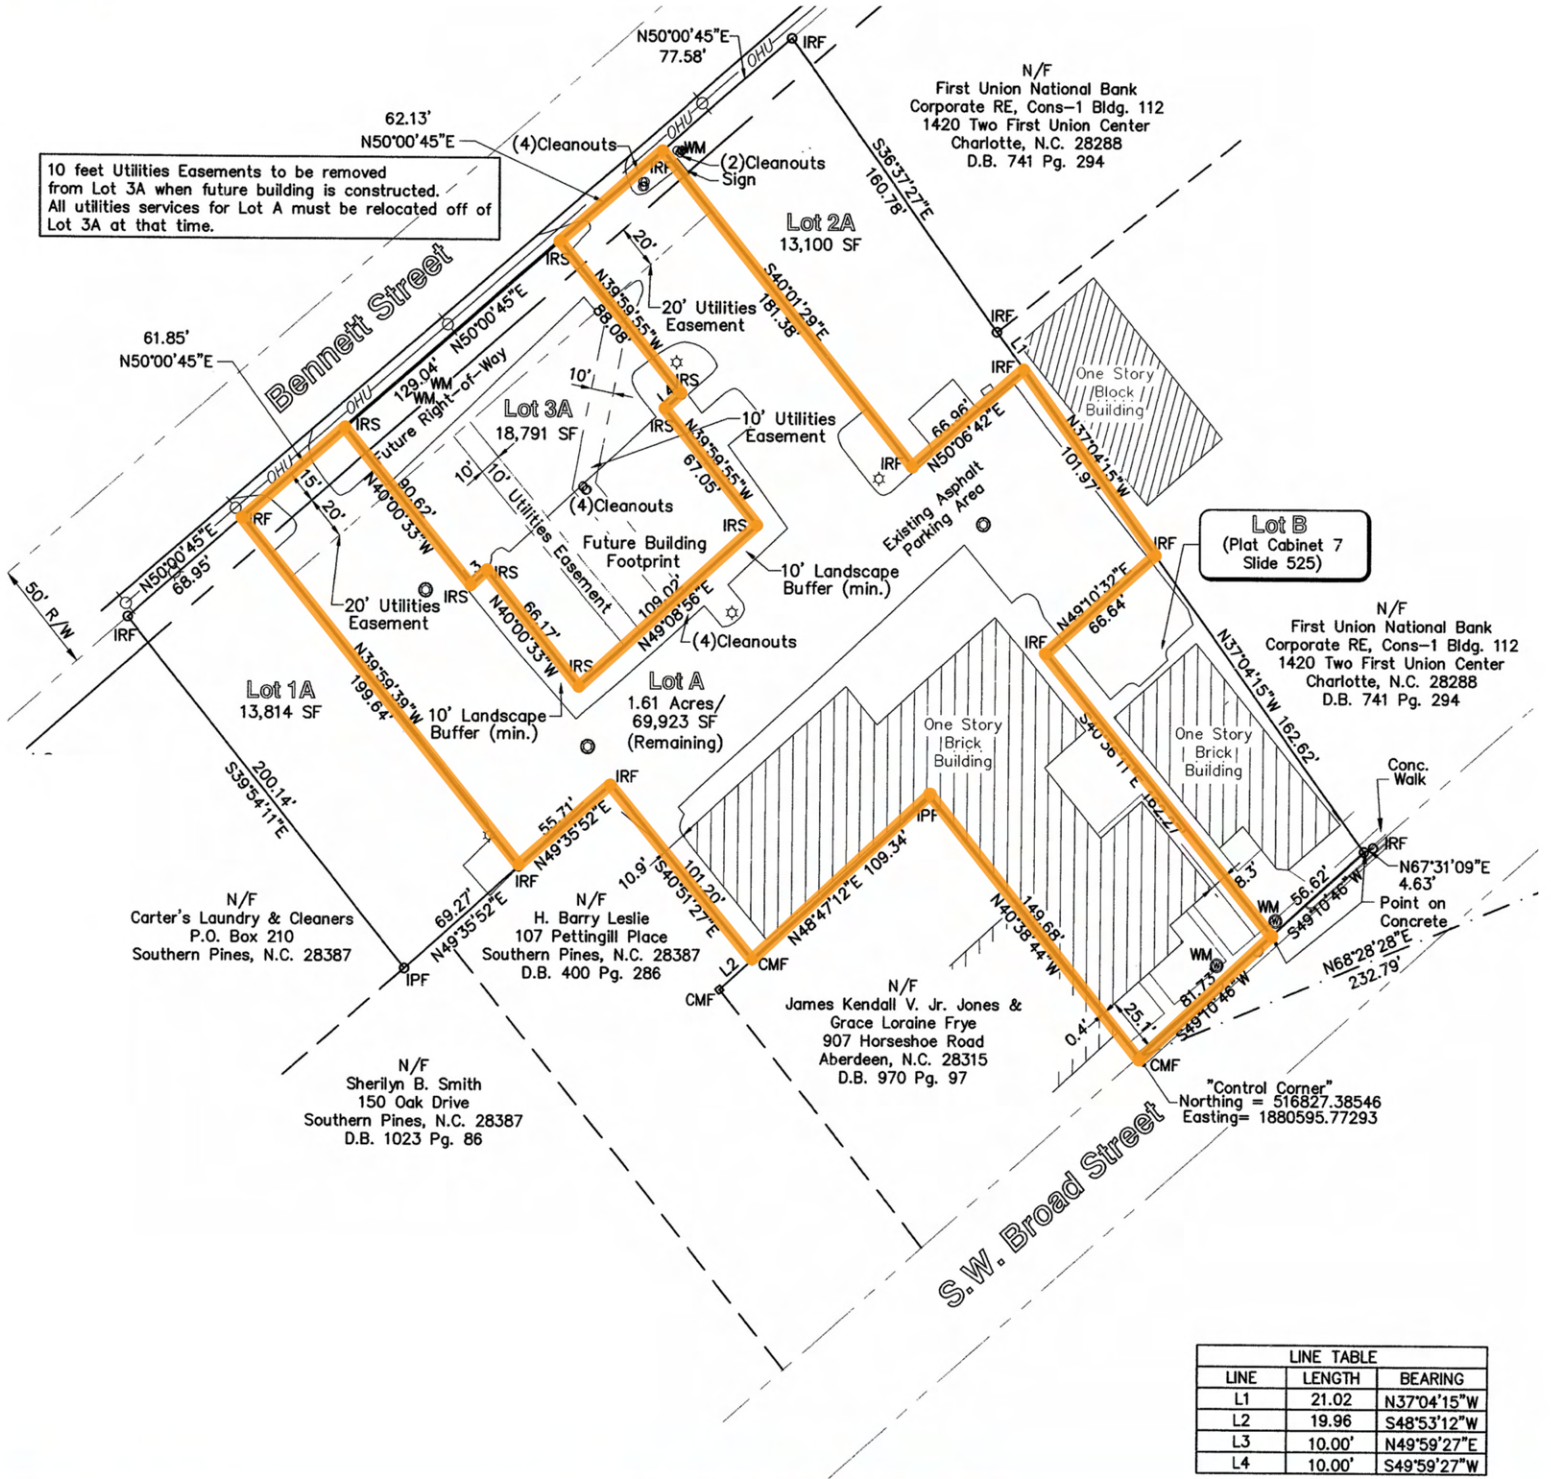 N50°00'45"E
77.58'
OHU
IRF
N/F
First Union National Bank
Corporate RE, Cons-1 Bldg. 112
1420 Two First Union Center
Charlotte, N.C. 28288
D.B. 741 Pg. 294
62.13'
N50°00'45"E
(4)Cleanouts
OHU
WM
IRF
(2)Cleanouts
Sign
S36°37'27"E
160.78'
10 feet Utilities Easements to be removed
from Lot 3A when future building is constructed.
All utilities services for Lot A must be relocated off of
Lot 3A at that time.
Lot 2A
13,100 SF
20'
IRS
Bennett Street
N39°59'55"W
88.08'
20' Utilities
Easement
S40°01'29"E
181.38'
N50°00'45"E
129.04'
61.85'
N50°00'45"E
IRF
L1
IRF
One Story
Block
Building
WM
WM
OHU
Future Right-of-Way
10'
IRS
L4
IRS
Lot 3A
18,791 SF
10' Utilities
Easement
66.96'
N50°06'42"E
N37°04'15"W
101.97'
IRS
OHU
15'
20'
N40°00'33"W
90.62'
10'
10' Utilities Easement
N39°59'55"W
67.05'
IRF
(4)Cleanouts
Existing Asphalt
Parking Area
IRF
IRS
Future Building
Footprint
Lot B
(Plat Cabinet 7
Slide 525)
IRF
N50°00'45"E
68.95'
10' Landscape
Buffer (min.)
IRS
IRS
50' R/W
20' Utilities
Easement
66.17'
N40°00'33"W
109.02'
N49°08'56"E
(4)Cleanouts
N49°10'32"E
66.64'
IRF
IRF
N/F
First Union National Bank
Corporate RE, Cons-1 Bldg. 112
1420 Two First Union Center
Charlotte, N.C. 28288
D.B. 741 Pg. 294
N37°04'15"W 162.62'
IRS
Lot 1A
13,814 SF
N39°59'39"W
199.64'
10' Landscape
Buffer (min.)
Lot A
1.61 Acres/
69,923 SF
(Remaining)
One Story
Brick
Building
One Story
Brick
Building
Conc.
Walk
200.14'
S39°54'11"E
IRF
55.71'
N49°35'52"E
IPF
IRF
N67°31'09"E
4.63'
Point on
Concrete
IRF
10.9'
101.20'
S40°51'27"E
N48°47'12"E 109.34'
8.3'
56.62'
S49°10'46"W
WM
N/F
Carter's Laundry & Cleaners
P.O. Box 210
Southern Pines, N.C. 28387
69.27'
N49°35'52"E
N/F
H. Barry Leslie
107 Pettingill Place
Southern Pines, N.C. 28387
D.B. 400 Pg. 286
149.68'
N40°38'44"W
WM
N68°28'28"E
232.79'
IPF
L2
CMF
CMF
81.73'
S49°10'46"W
N/F
James Kendall V. Jr. Jones &
Grace Loraine Frye
907 Horseshoe Road
Aberdeen, N.C. 28315
D.B. 970 Pg. 97
0.4'
25.1'
CMF
N/F
Sherilyn B. Smith
150 Oak Drive
Southern Pines, N.C. 28387
D.B. 1023 Pg. 86
"Control Corner"
Northing = 516827.38546
Easting= 1880595.77293
S.W. Broad Street
LINE TABLE
LINE LENGTH BEARING
L1 21.02 N37°04'15"W
L2 19.96 S48°53'12"W
L3 10.00' N49°59'27"E
L4 10.00' S49°59'27"W